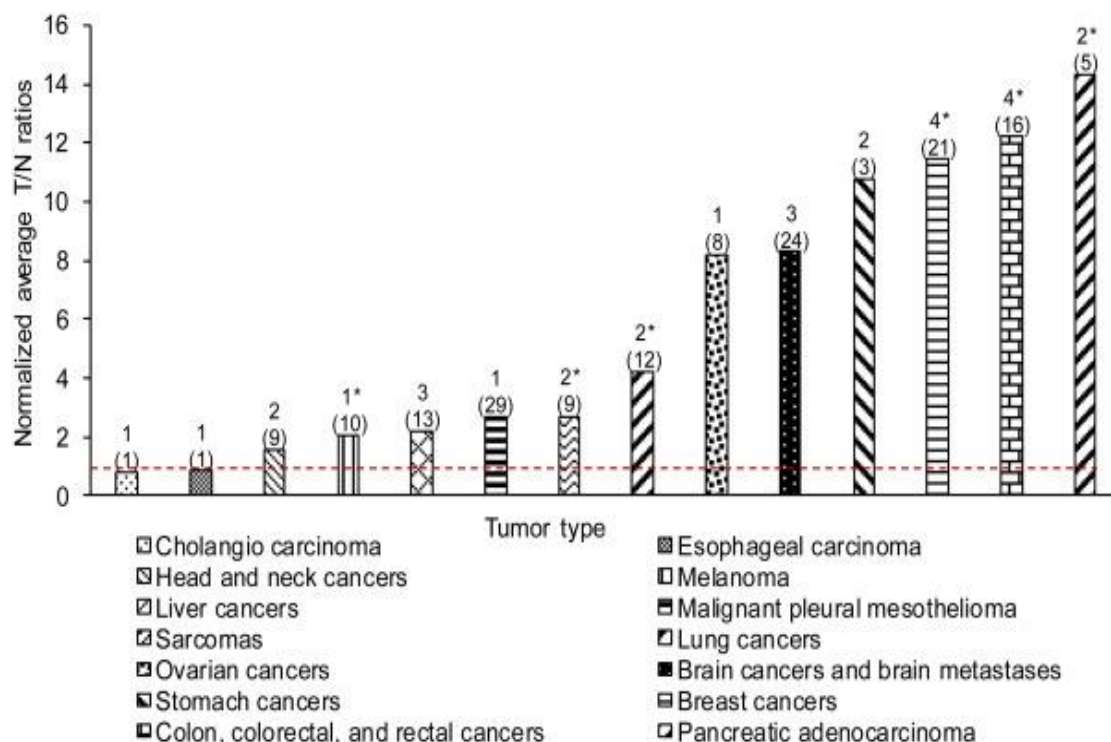 Normalized average T/N ratios
16
14
12
10
8
6
4
2
0
1
(1)
1
(1)
2
(9)
1*
(10)
3
(13)
1
(29)
2*
(9)
2*
(12)
1
(8)
3
(24)
2
(3)
4*
(21)
4*
(16)
2*
(5)
Tumor type
Cholangio carcinoma
Esophageal carcinoma
Head and neck cancers
Melanoma
Liver cancers
Malignant pleural mesothelioma
Sarcomas
Lung cancers
Ovarian cancers
Brain cancers and brain metastases
Stomach cancers
Breast cancers
Colon, colorectal, and rectal cancers
Pancreatic adenocarcinoma